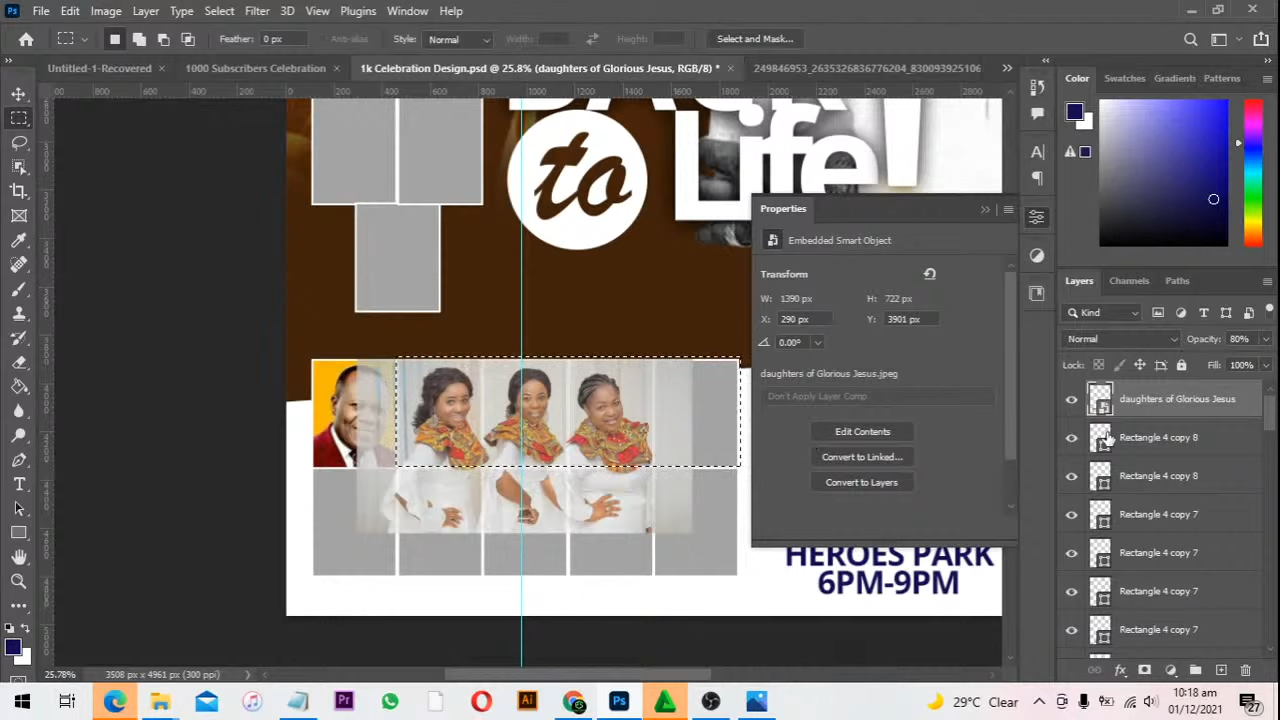 Ps File Edit Image Layer Type Select Filter 3D View Plugins Window Help
Feather: 0 px Anti-alias Style: Normal Width: Height: Select and Mask...
Untitled-1-Recovered × 1000 Subscribers Celebration × 1k Celebration Design.psd @ 25.8% (daughters of Glorious Jesus, RGB/8) * × 249846953_2635326836776204_830093925106
Color Swatches Gradients Patterns
to Life!
Properties
Embedded Smart Object
Transform
W: 1390 px H: 722 px
X: 290 px Y: 3901 px
0.00°
daughters of Glorious Jesus.jpeg
Don't Apply Layer Comp
Edit Contents
Convert to Linked...
Convert to Layers
HEROES PARK
6PM-9PM
Layers Channels Paths
Kind
Normal Opacity: 80%
Lock: Fill: 100%
daughters of Glorious Jesus
Rectangle 4 copy 8
Rectangle 4 copy 8
Rectangle 4 copy 7
Rectangle 4 copy 7
Rectangle 4 copy 7
Rectangle 4 copy 7
25.78% 3508 px x 4961 px (300 ppi)
29°C Clear
10:18 am
01/12/2021
27